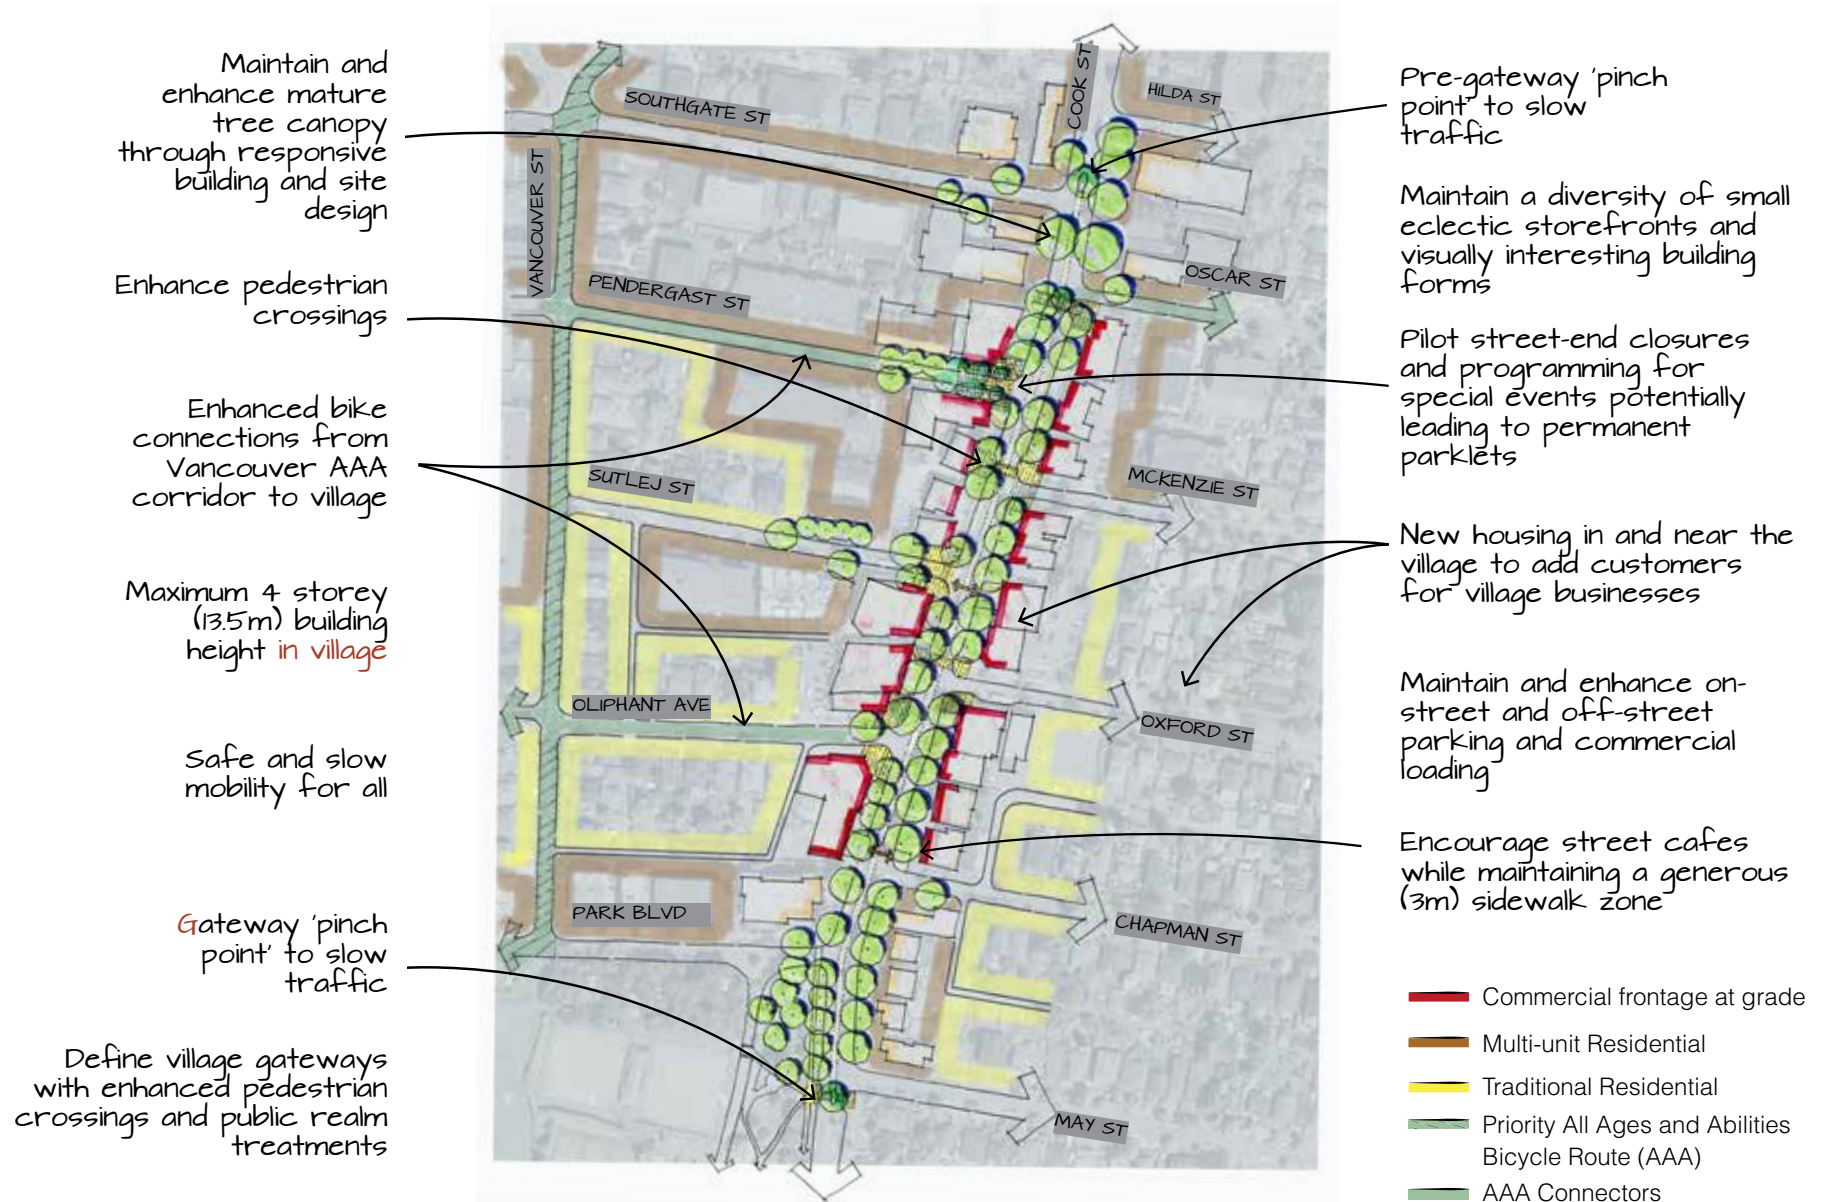 Maintain and
enhance mature
tree canopy
through responsive
building and site
design
Enhance pedestrian
crossings
Enhanced bike
connections from
Vancouver AAA
corridor to village
Maximum 4 storey
(13.5m) building
height in village
Safe and slow
mobility for all
Gateway 'pinch
point' to slow
traffic
Define village gateways
with enhanced pedestrian
crossings and public realm
treatments
SOUTHGATE ST
COOK ST
HILDA ST
VANCOUVER ST
PENDERGAST ST
OSCAR ST
SUTLEJ ST
MCKENZIE ST
OLIPHANT AVE
OXFORD ST
PARK BLVD
CHAPMAN ST
MAY ST
Pre-gateway 'pinch
point' to slow
traffic
Maintain a diversity of small
eclectic storefronts and
visually interesting building
forms
Pilot street-end closures
and programming for
special events potentially
leading to permanent
parklets
New housing in and near the
village to add customers
for village businesses
Maintain and enhance on-
street and off-street
parking and commercial
loading
Encourage street cafes
while maintaining a generous
(3m) sidewalk zone
Commercial frontage at grade
Multi-unit Residential
Traditional Residential
Priority All Ages and Abilities
Bicycle Route (AAA)
AAA Connectors